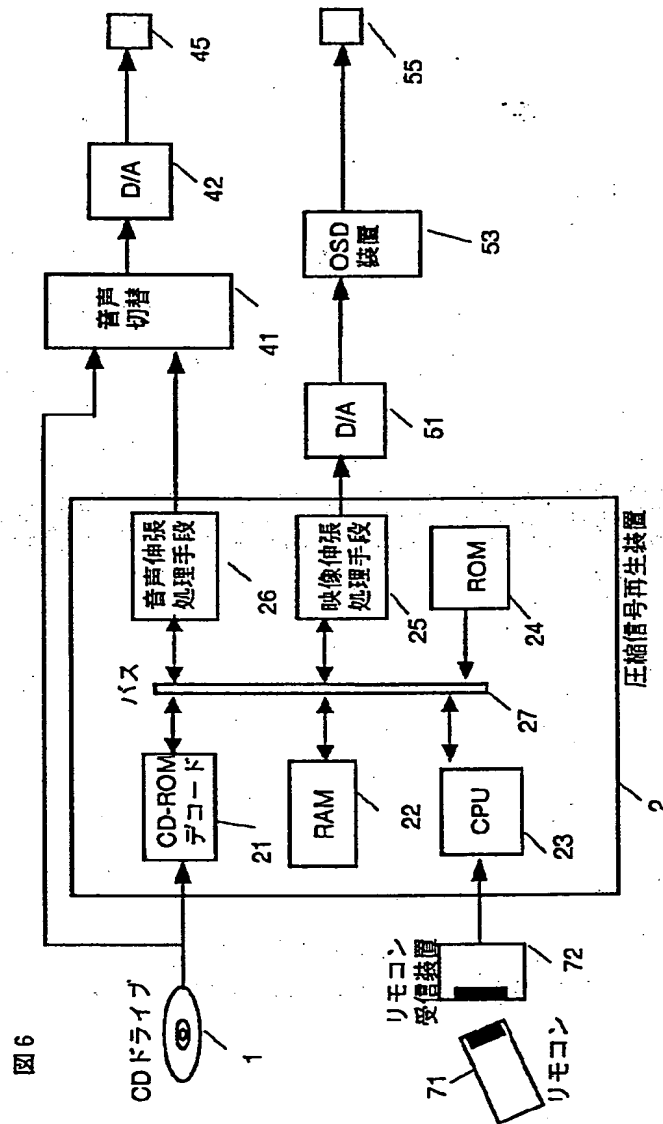 図6
CDドライブ
1
CD-ROM
デコード
21
RAM
22
CPU
23
バス
27
音声伸張
処理手段
26
映像伸張
処理手段
25
ROM
24
圧縮信号再生装置
2
リモコン
受信装置
72
71
リモコン
音声
切替
41
D/A
42
45
D/A
51
OSD
装置
53
55